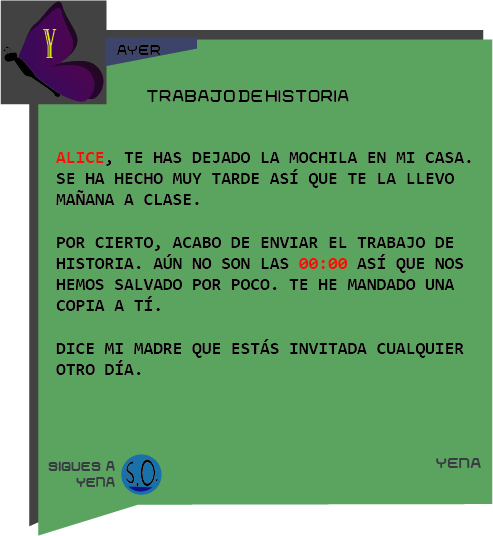 Y
AYER
TRABAJO DE HISTORIA
ALICE, TE HAS DEJADO LA MOCHILA EN MI CASA.
SE HA HECHO MUY TARDE ASÍ QUE TE LA LLEVO
MAÑANA A CLASE.
POR CIERTO, ACABO DE ENVIAR EL TRABAJO DE
HISTORIA. AÚN NO SON LAS 00:00 ASÍ QUE NOS
HEMOS SALVADO POR POCO. TE HE MANDADO UNA
COPIA A TÍ.
DICE MI MADRE QUE ESTÁS INVITADA CUALQUIER
OTRO DÍA.
SIGUES A
YENA
S.O.
YENA